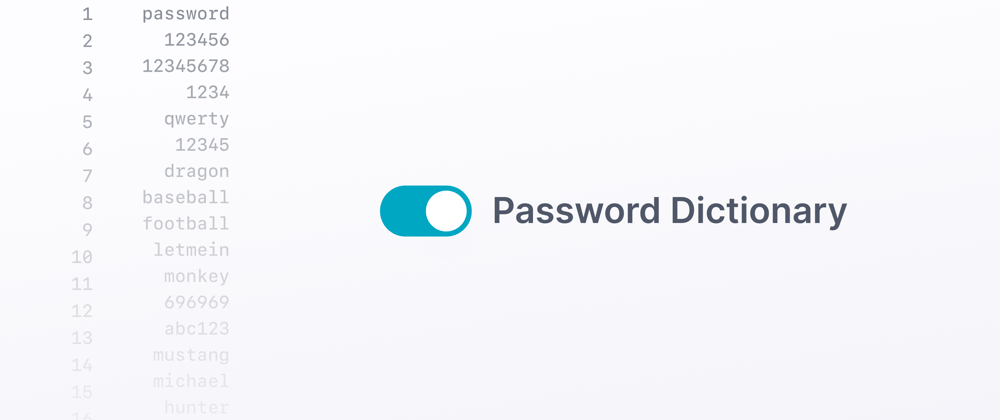 1 password
2 123456
3 12345678
4 1234
5 qwerty
6 12345
7 dragon
8 baseball
9 football
10 letmein
11 monkey
12 696969
13 abc123
14 mustang
15 michael
16 hunter
Password Dictionary